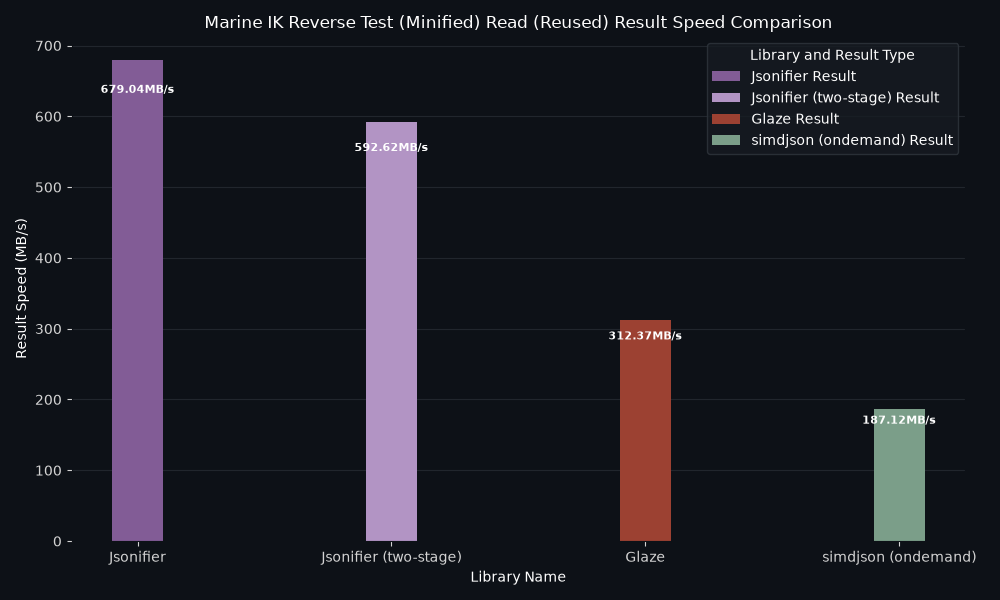 Marine IK Reverse Test (Minified) Read (Reused) Result Speed Comparison
Library and Result Type
Jsonifier Result
Jsonifier (two-stage) Result
Glaze Result
simdjson (ondemand) Result
Result Speed (MB/s)
700
600
500
400
300
200
100
0
679.04MB/s
592.62MB/s
312.37MB/s
187.12MB/s
Jsonifier
Jsonifier (two-stage)
Glaze
simdjson (ondemand)
Library Name